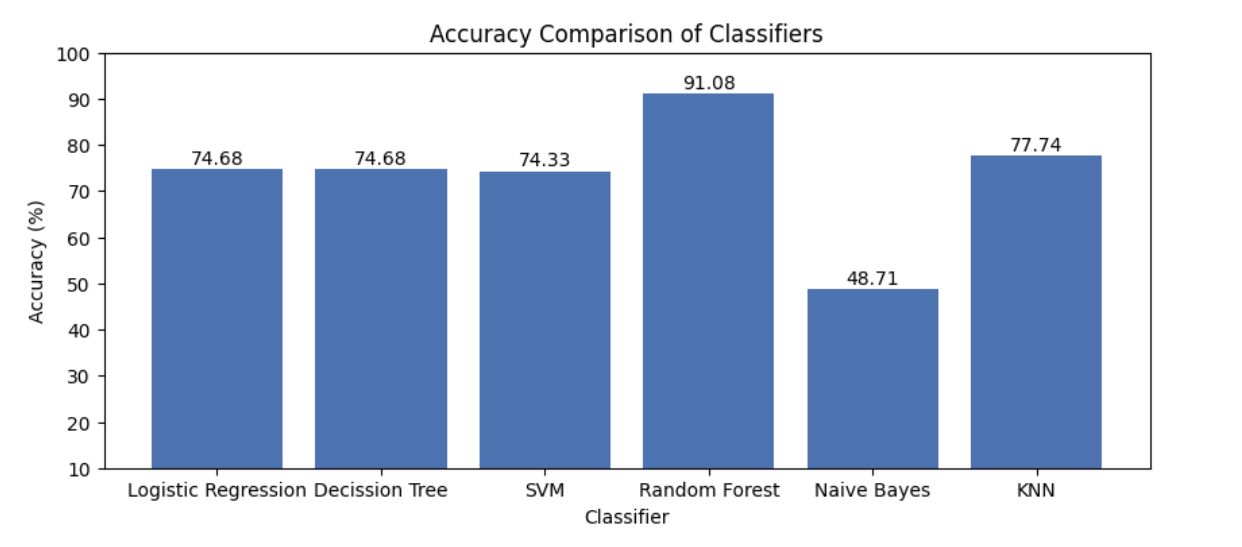 Accuracy Comparison of Classifiers
100
90
80
70
60
50
40
30
20
10
Accuracy (%)
74.68
74.68
74.33
91.08
48.71
77.74
Logistic Regression
Decission Tree
SVM
Random Forest
Naive Bayes
KNN
Classifier